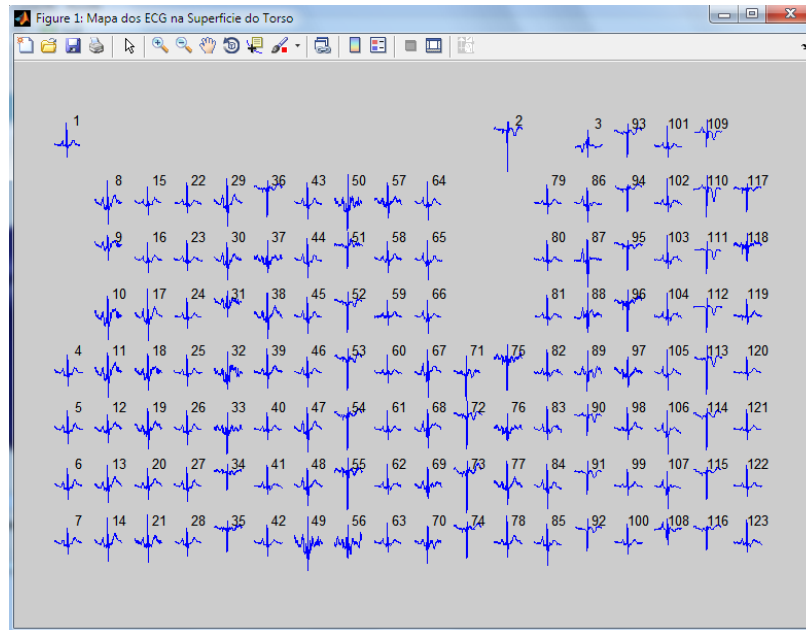 Figure 1: Mapa dos ECG na Superficie do Torso
1 2 3 93 101 109
8 15 22 29 36 43 50 57 64 79 86 94 102 110 117
9 16 23 30 37 44 51 58 65 80 87 95 103 111 118
10 17 24 31 38 45 52 59 66 81 88 96 104 112 119
4 11 18 25 32 39 46 53 60 67 71 75 82 89 97 105 113 120
5 12 19 26 33 40 47 54 61 68 72 76 83 90 98 106 114 121
6 13 20 27 34 41 48 55 62 69 73 77 84 91 99 107 115 122
7 14 21 28 35 42 49 56 63 70 74 78 85 92 100 108 116 123